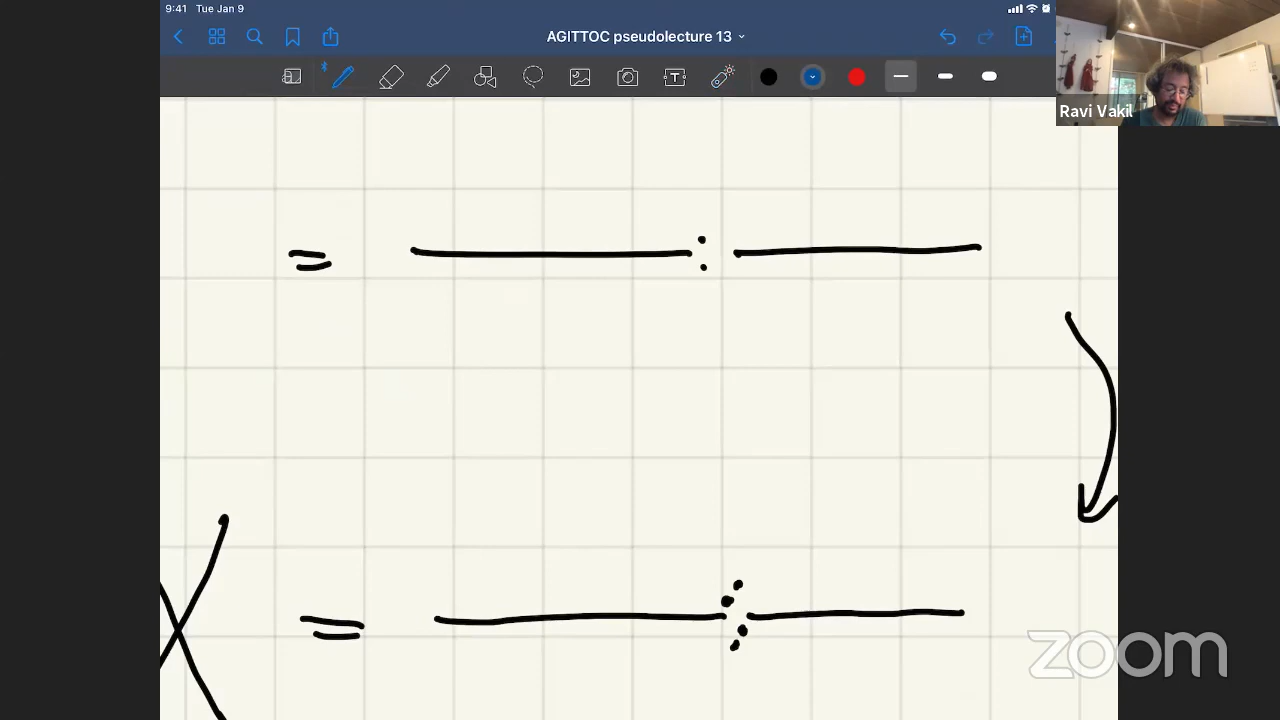 9:41 Tue Jan 9
AGITTOC pseudolecture 13
T
Ravi Vakil
=
=
X
zoom